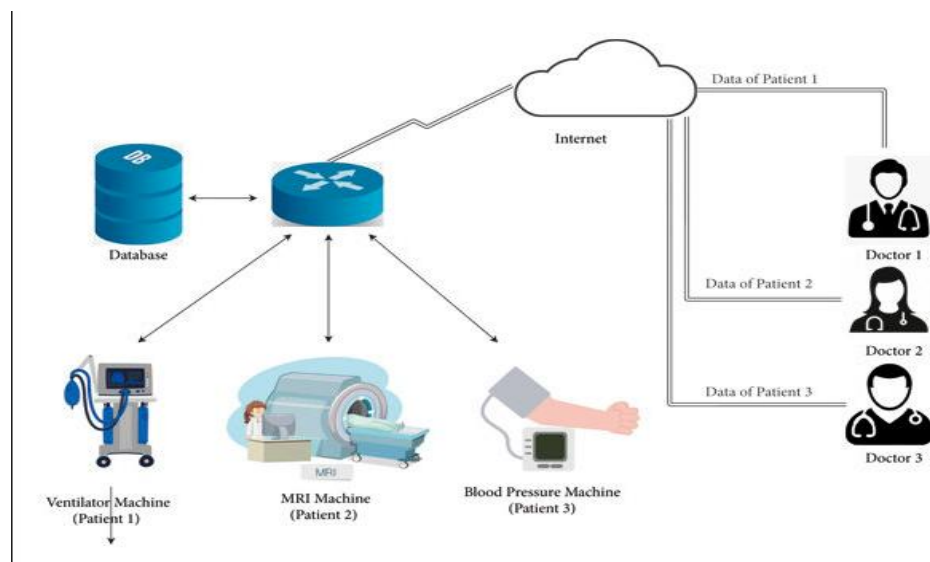 Data of Patient 1
Internet
DB
Database
Doctor 1
Data of Patient 2
Doctor 2
Data of Patient 3
Doctor 3
MRI
Ventilator Machine
(Patient 1)
MRI Machine
(Patient 2)
Blood Pressure Machine
(Patient 3)